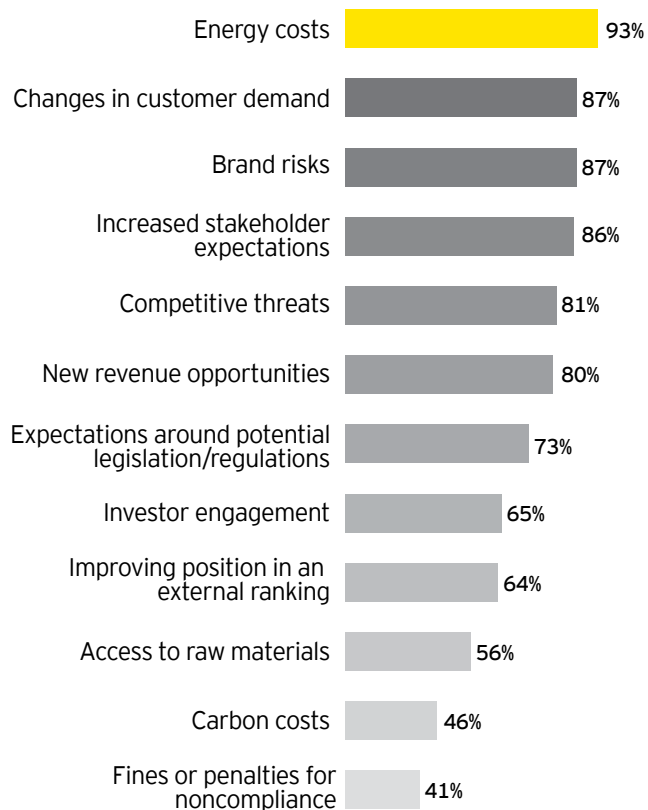 Energy costs 93%
Changes in customer demand 87%
Brand risks 87%
Increased stakeholder
expectations 86%
Competitive threats 81%
New revenue opportunities 80%
Expectations around potential
legislation/regulations 73%
Investor engagement 65%
Improving position in an
external ranking 64%
Access to raw materials 56%
Carbon costs 46%
Fines or penalties for
noncompliance 41%